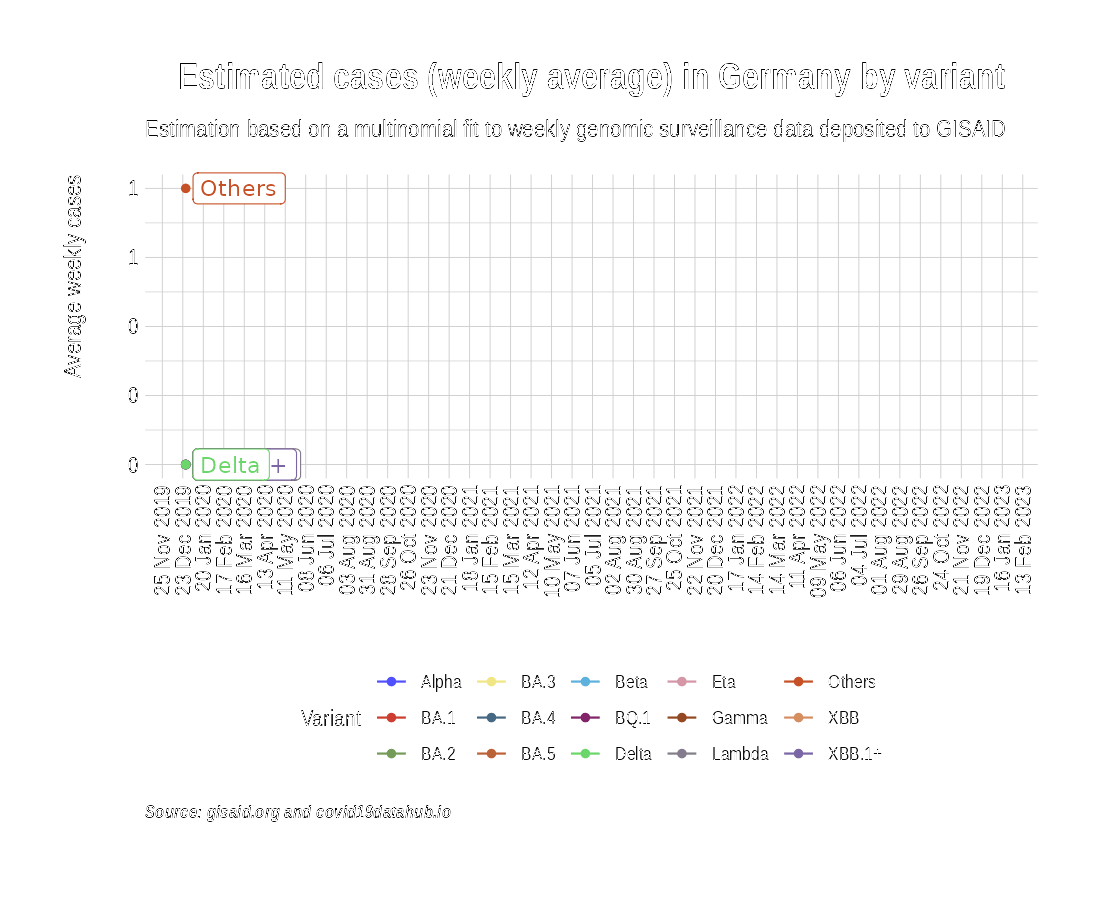 Estimated cases (weekly average) in Germany by variant
Estimation based on a multinomial fit to weekly genomic surveillance data deposited to GISAID
Average weekly cases
1
1
0
0
0
Others
Delta
+
25 Nov 2019
23 Dec 2019
20 Jan 2020
17 Feb 2020
16 Mar 2020
13 Apr 2020
11 May 2020
08 Jun 2020
06 Jul 2020
03 Aug 2020
31 Aug 2020
28 Sep 2020
26 Oct 2020
23 Nov 2020
21 Dec 2020
18 Jan 2021
15 Feb 2021
15 Mar 2021
12 Apr 2021
10 May 2021
07 Jun 2021
05 Jul 2021
02 Aug 2021
30 Aug 2021
27 Sep 2021
25 Oct 2021
22 Nov 2021
20 Dec 2021
17 Jan 2022
14 Feb 2022
14 Mar 2022
11 Apr 2022
09 May 2022
06 Jun 2022
04 Jul 2022
01 Aug 2022
29 Aug 2022
26 Sep 2022
24 Oct 2022
21 Nov 2022
19 Dec 2022
16 Jan 2023
13 Feb 2023
Variant
Alpha
BA.1
BA.2
BA.3
BA.4
BA.5
Beta
BQ.1
Delta
Eta
Gamma
Lambda
Others
XBB
XBB.1+
Source: gisaid.org and covid19datahub.io